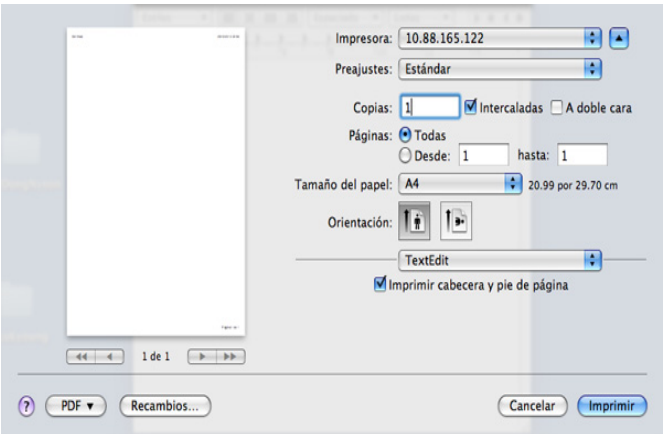 Impresora: 10.88.165.122
Preajustes: Estándar
Copias: 1 Intercaladas A doble cara
Páginas: Todas
Desde: 1 hasta: 1
Tamaño del papel: A4 20.99 por 29.70 cm
Orientación:
TextEdit
Imprimir cabecera y pie de página
1 de 1
? PDF Recambios... Cancelar Imprimir